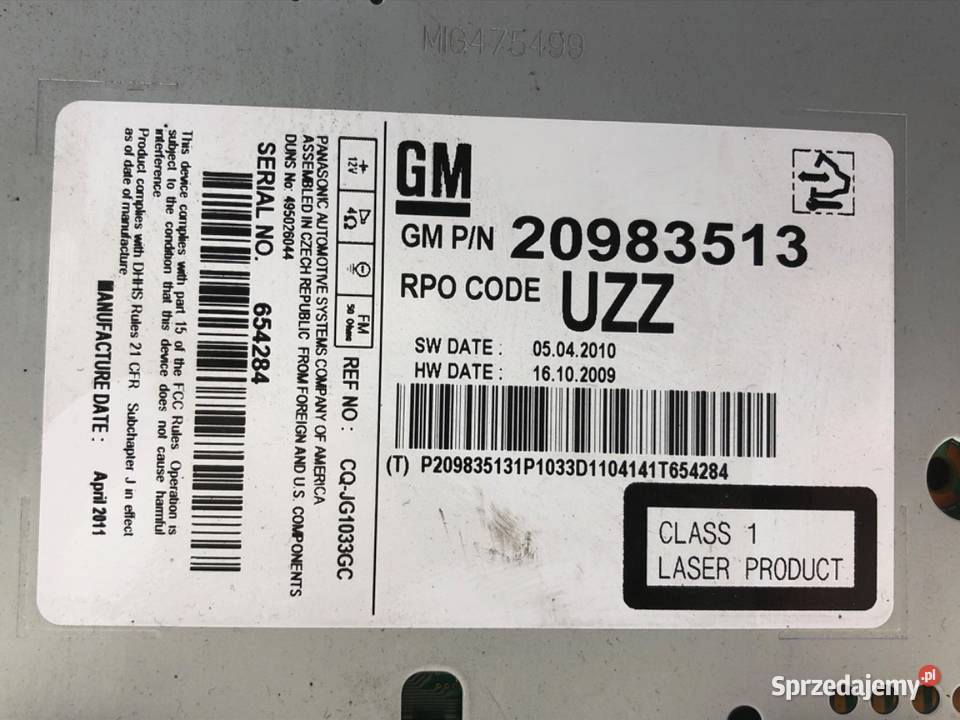 MIG475499
GM
GM P/N 20983513
RPO CODE UZZ
SW DATE : 05.04.2010
HW DATE : 16.10.2009
(T) P209835131P1033D1104141T654284
CLASS 1
LASER PRODUCT
+ 12V
4Ω
FM 50 Ohms
REF NO : CQ-JG1033GC
PANASONIC AUTOMOTIVE SYSTEMS COMPANY OF AMERICA
ASSEMBLED IN CZECH REPUBLIC FROM FOREIGN AND U.S. COMPONENTS
DUNS No: 495026044
SERIAL NO. 654284
This device complies with part 15 of the FCC Rules Operation is
subject to the condition that this device does not cause harmful
interference
Product complies with DHHS Rules 21 CFR Subchapter J in effect
as of date of manufacture.
MANUFACTURE DATE : April 2011
Sprzedajemy.pl